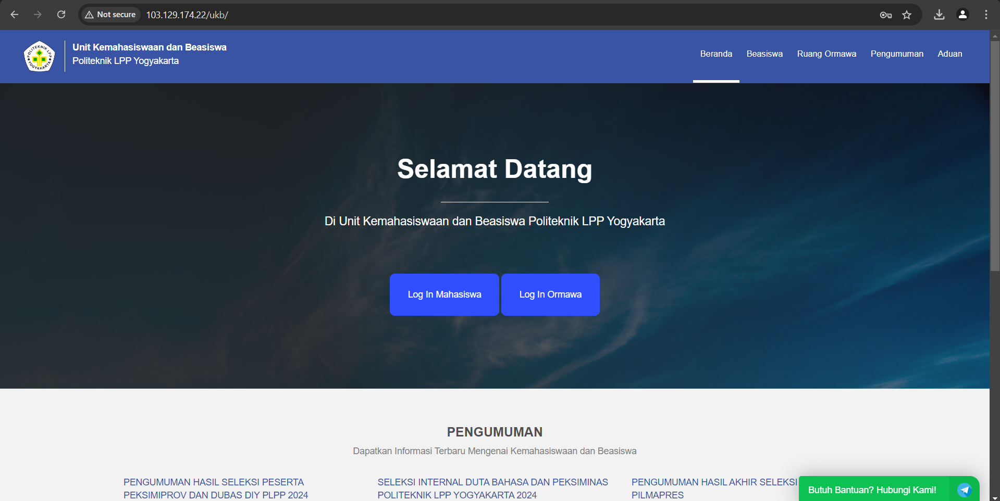 Not secure
103.129.174.22/ukb/
POLITEKNIK LPP
YOGYAKARTA
Unit Kemahasiswaan dan Beasiswa
Politeknik LPP Yogyakarta
Beranda
Beasiswa
Ruang Ormawa
Pengumuman
Aduan
Selamat Datang
Di Unit Kemahasiswaan dan Beasiswa Politeknik LPP Yogyakarta
Log In Mahasiswa
Log In Ormawa
PENGUMUMAN
Dapatkan Informasi Terbaru Mengenai Kemahasiswaan dan Beasiswa
PENGUMUMAN HASIL SELEKSI PESERTA
PEKSIMIPROV DAN DUBAS DIY PLPP 2024
SELEKSI INTERNAL DUTA BAHASA DAN PEKSIMINAS
POLITEKNIK LPP YOGYAKARTA 2024
PENGUMUMAN HASIL AKHIR SELEKSI
PILMAPRES
Butuh Bantuan? Hubungi Kami!